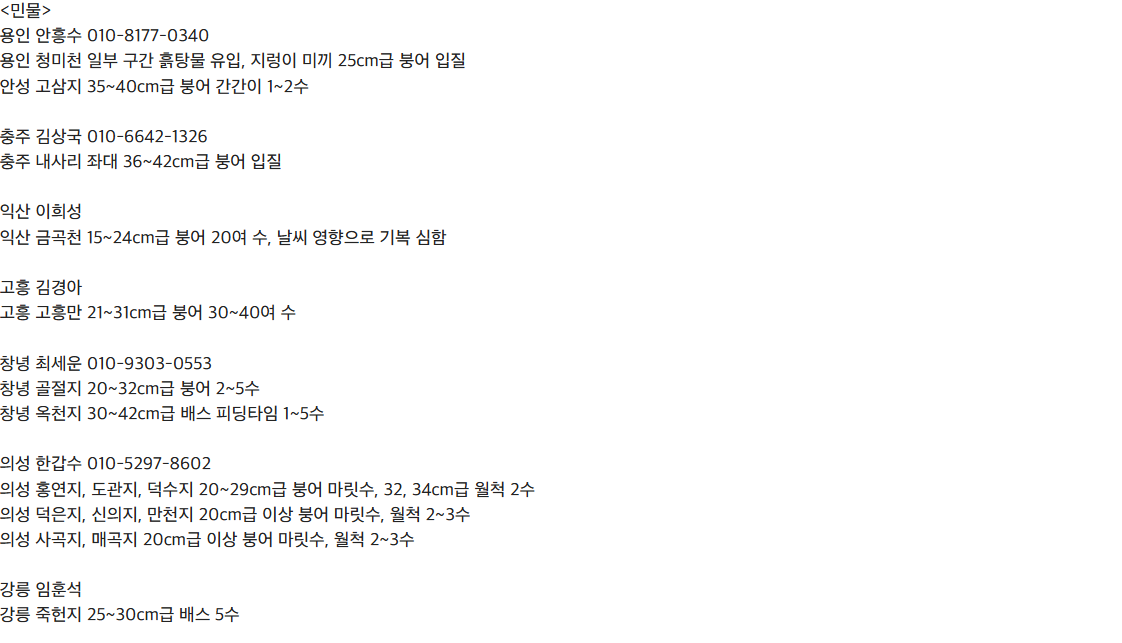 <민물>
용인 안흥수 010-8177-0340
용인 청미천 일부 구간 흙탕물 유입, 지렁이 미끼 25cm급 붕어 입질
안성 고삼지 35~40cm급 붕어 간간이 1~2수
충주 김상국 010-6642-1326
충주 내사리 좌대 36~42cm급 붕어 입질
익산 이희성
익산 금곡천 15~24cm급 붕어 20여 수, 날씨 영향으로 기복 심함
고흥 김경아
고흥 고흥만 21~31cm급 붕어 30~40여 수
창녕 최세운 010-9303-0553
창녕 골절지 20~32cm급 붕어 2~5수
창녕 옥천지 30~42cm급 배스 피딩타임 1~5수
의성 한갑수 010-5297-8602
의성 홍연지, 도관지, 덕수지 20~29cm급 붕어 마릿수, 32, 34cm급 월척 2수
의성 덕은지, 신의지, 만천지 20cm급 이상 붕어 마릿수, 월척 2~3수
의성 사곡지, 매곡지 20cm급 이상 붕어 마릿수, 월척 2~3수
강릉 임훈석
강릉 죽헌지 25~30cm급 배스 5수